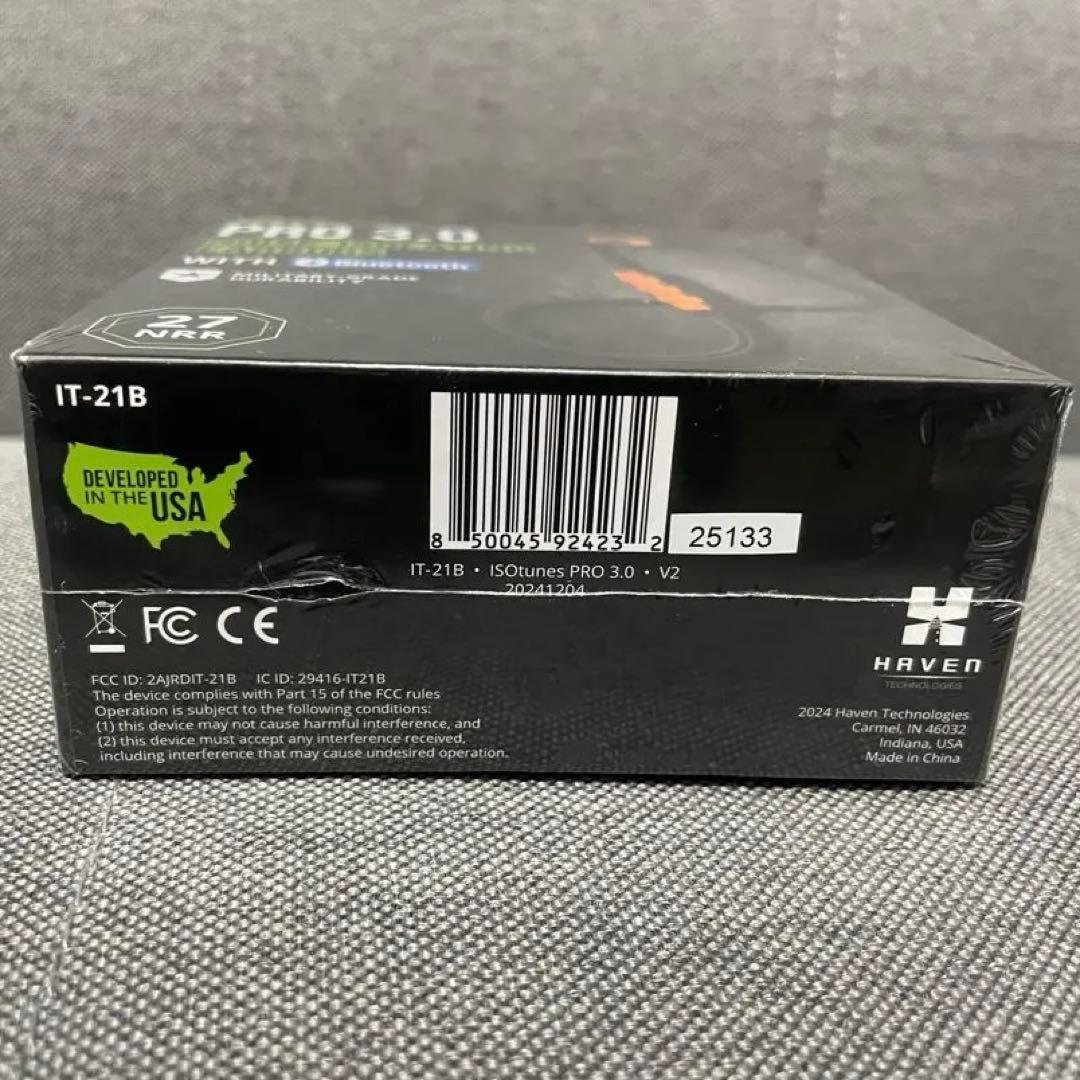 PRO 3.0
WITH Bluetooth
MILITARY-GRADE
DURABILITY
27
NRR
IT-21B
DEVELOPED
IN THE USA
8 50045 92423 2
25133
IT-21B • ISOtunes PRO 3.0 • V2
20241204
FC CE
FCC ID: 2AJRDIT-21B IC ID: 29416-IT21B
The device complies with Part 15 of the FCC rules
Operation is subject to the following conditions:
(1) this device may not cause harmful interference, and
(2) this device must accept any interference received,
including interference that may cause undesired operation.
HAVEN
TECHNOLOGIES
2024 Haven Technologies
Carmel, IN 46032
Indiana, USA
Made in China